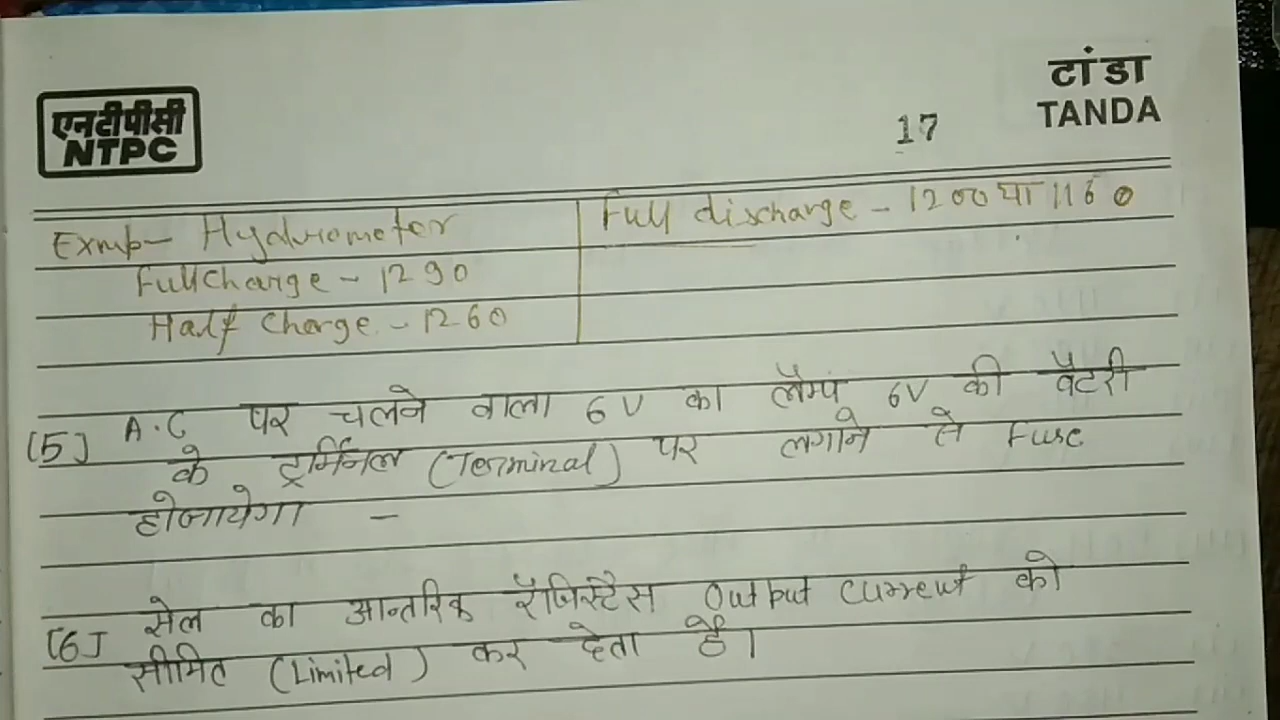 एनटीपीसी
NTPC
टांडा
TANDA
17
Exmp- Hydrometer
Full Charge - 1290
Half Charge - 1260
Full discharge - 1200 या 1160
(5) A.C पर चलने वाला 6V का लैम्प 6V की बैटरी
के ट्रर्मिनल (Terminal) पर लगाने से Fuse
होजायेगा -
(6) सेल का आन्तरिक रैजिस्टैंस Output Current को
सीमित (Limited) कर देता है।